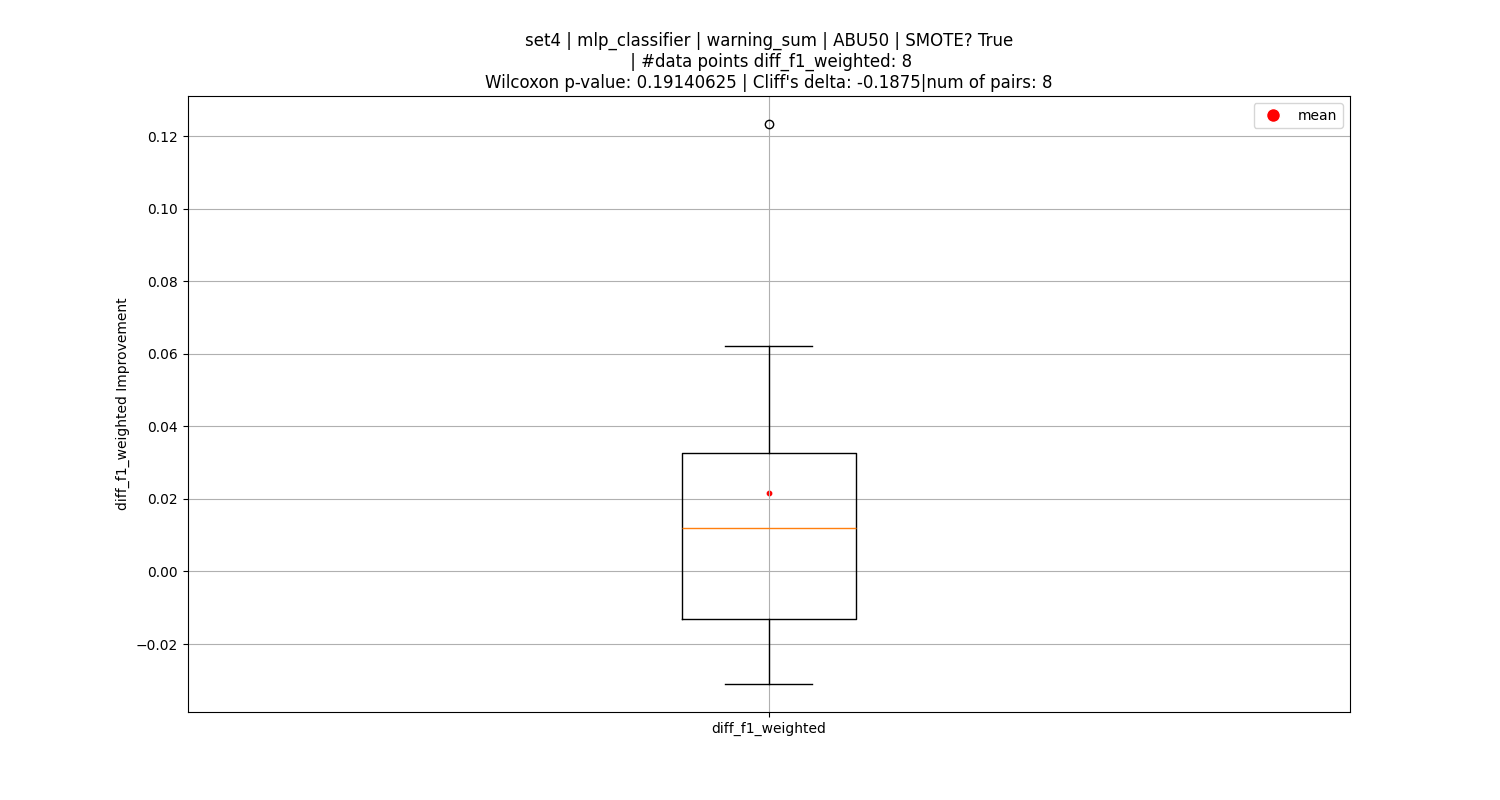 set4 | mlp_classifier | warning_sum | ABU50 | SMOTE? True
| #data points diff_f1_weighted: 8
Wilcoxon p-value: 0.19140625 | Cliff's delta: -0.1875|num of pairs: 8
mean
0.12
0.10
0.08
0.06
0.04
0.02
0.00
−0.02
diff_f1_weighted Improvement
diff_f1_weighted